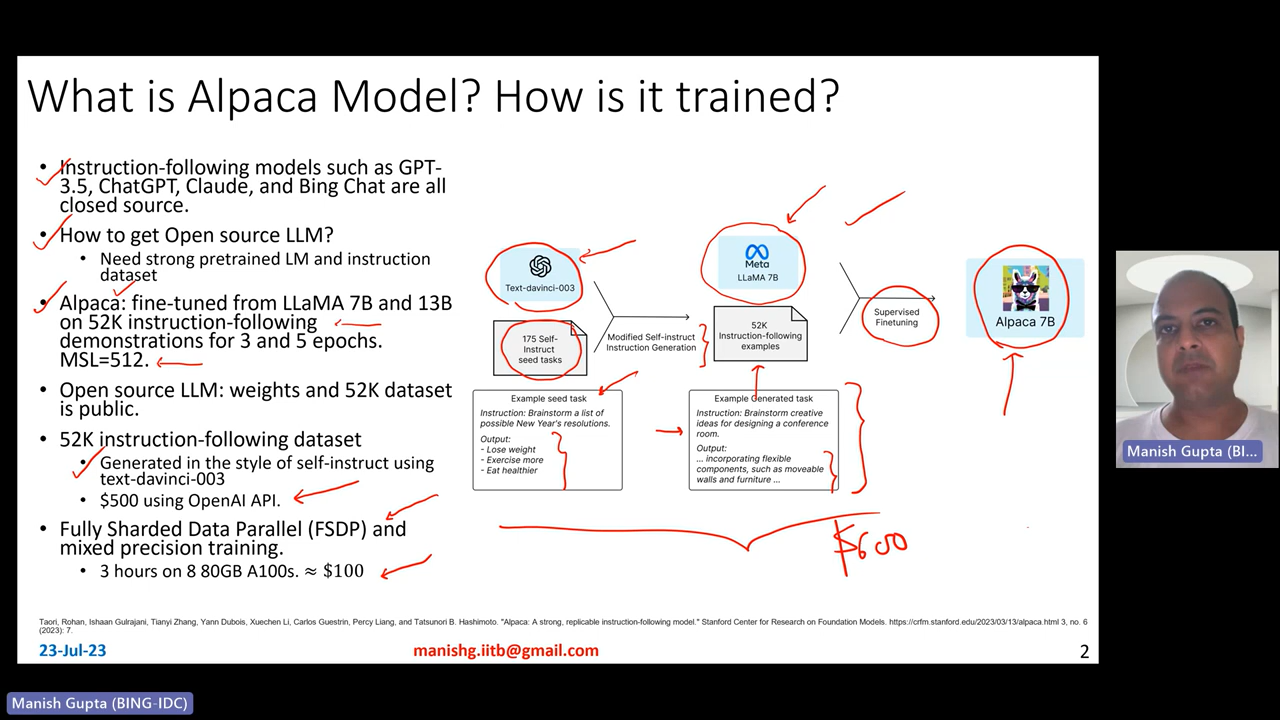 What is Alpaca Model? How is it trained?
• Instruction-following models such as GPT-
3.5, ChatGPT, Claude, and Bing Chat are all
closed source.
• How to get Open source LLM?
• Need strong pretrained LM and instruction
dataset
• Alpaca: fine-tuned from LLaMA 7B and 13B
on 52K instruction-following
demonstrations for 3 and 5 epochs.
MSL=512.
• Open source LLM: weights and 52K dataset
is public.
• 52K instruction-following dataset
• Generated in the style of self-instruct using
text-davinci-003
• $500 using OpenAI API.
• Fully Sharded Data Parallel (FSDP) and
mixed precision training.
• 3 hours on 8 80GB A100s. ≈ $100
Text-davinci-003
175 Self-
Instruct
seed tasks
Modified Self-instruct
Instruction Generation
Meta
LLaMA 7B
52K
Instruction-following
examples
Supervised
Finetuning
Alpaca 7B
Example seed task
Instruction: Brainstorm a list of
possible New Year's resolutions.
Output:
- Lose weight
- Exercise more
- Eat healthier
Example Generated task
Instruction: Brainstorm creative
ideas for designing a conference
room.
Output:
... incorporating flexible
components, such as moveable
walls and furniture ...
$600
Taori, Rohan, Ishaan Gulrajani, Tianyi Zhang, Yann Dubois, Xuechen Li, Carlos Guestrin, Percy Liang, and Tatsunori B. Hashimoto. "Alpaca: A strong, replicable instruction-following model." Stanford Center for Research on Foundation Models. https://crfm.stanford.edu/2023/03/13/alpaca.html 3, no. 6
(2023): 7.
23-Jul-23
manishg.iitb@gmail.com
2
Manish Gupta (BI...
Manish Gupta (BING-IDC)